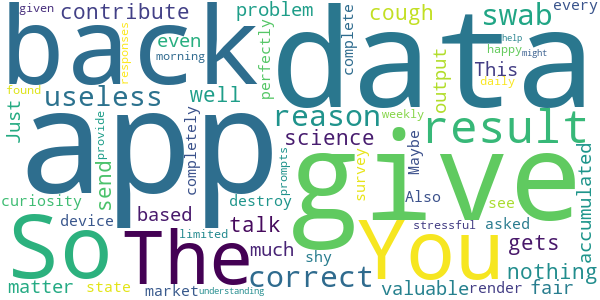 given contribute problem cough swab every
back data even happy help might
responses morning perfectly complete output This
useless well found daily
Just reason result weekly
app give science completely provide
curiosity send destroy prompts survey Maybe see accumulated
So The You talk Also asked
device based gets stressful
matter state much shy nothing
market limited correct valuable render fair
understanding